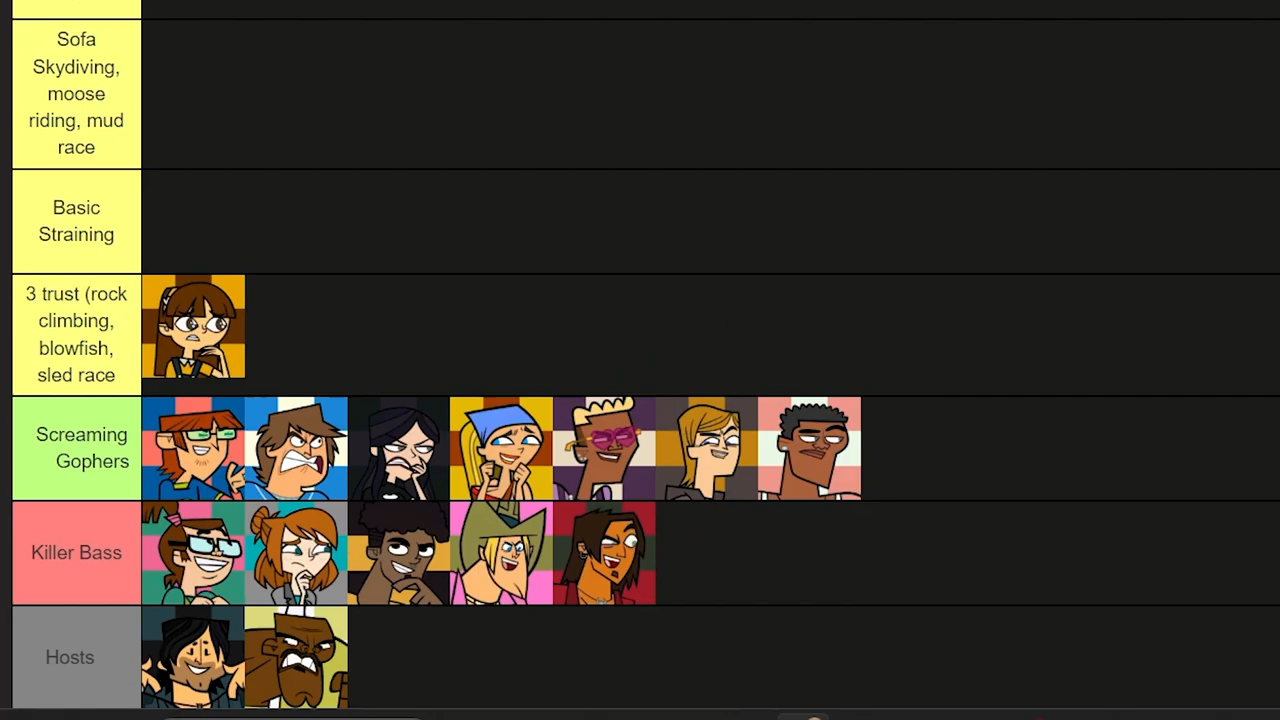 Sofa
Skydiving,
moose
riding, mud
race
Basic
Straining
3 trust (rock
climbing,
blowfish,
sled race
Screaming
Gophers
Killer Bass
Hosts